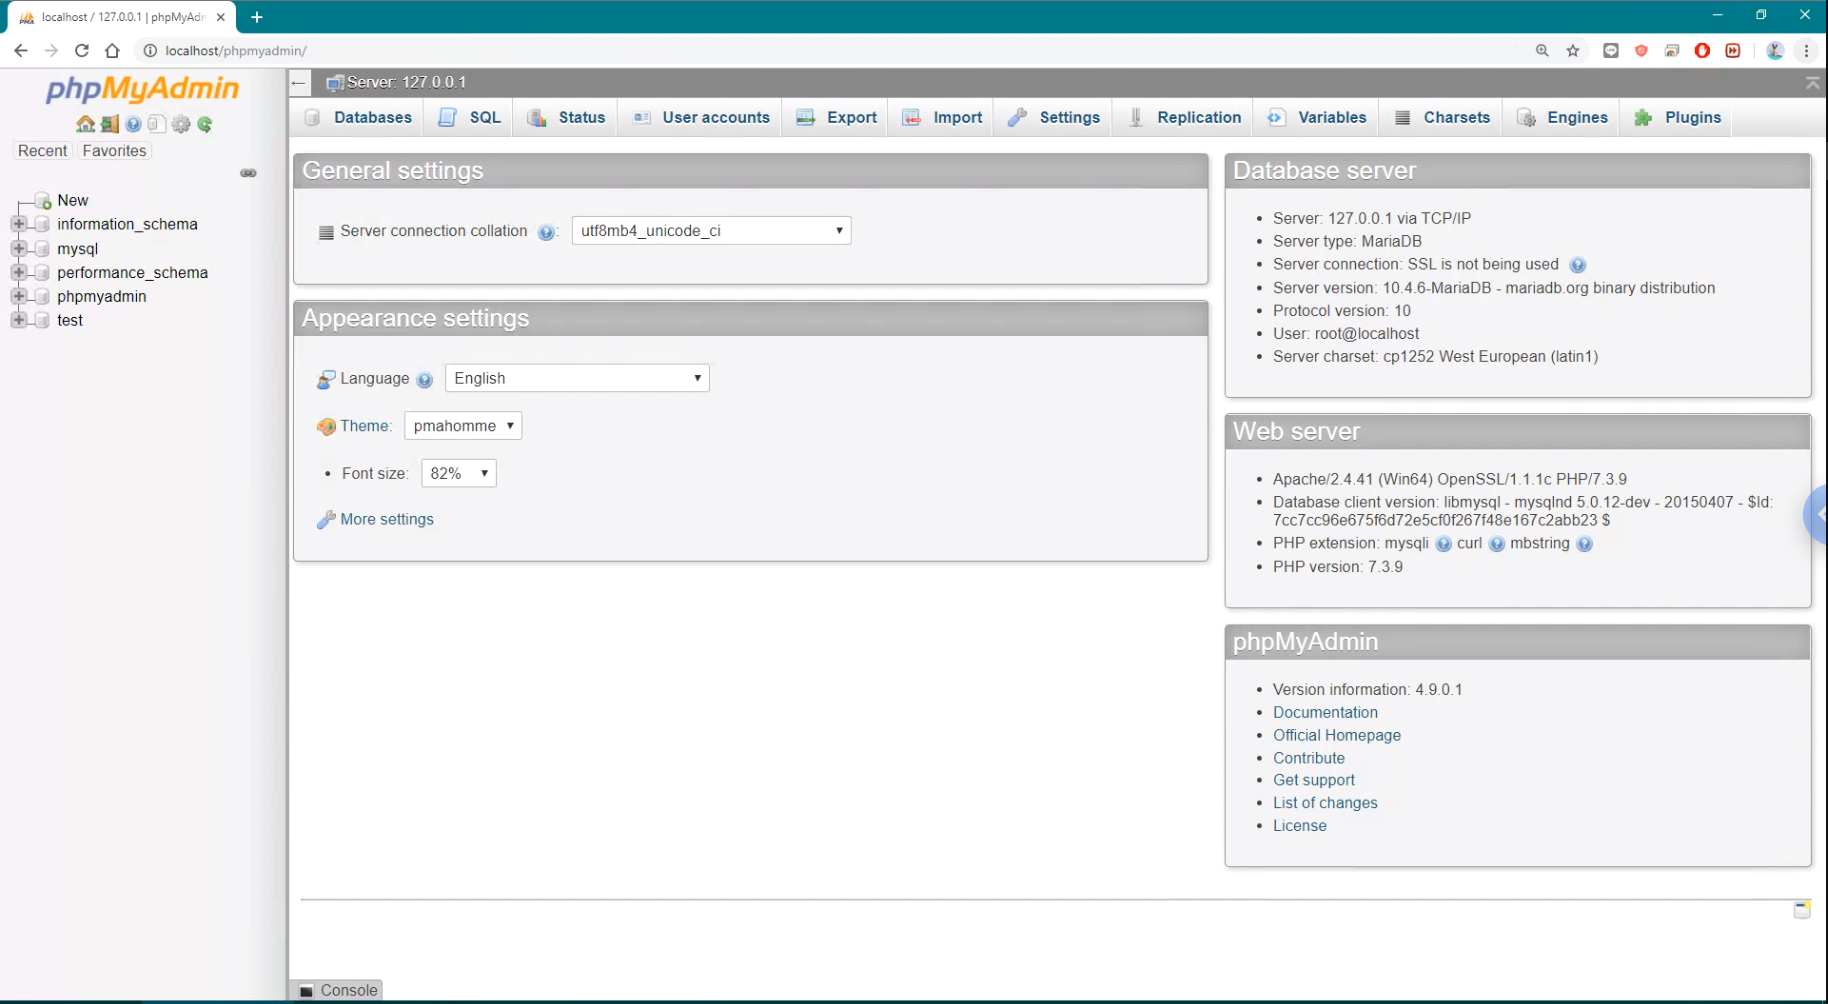 localhost / 127.0.0.1 | phpMyAdn
localhost/phpmyadmin/
phpMyAdmin
Recent Favorites
New
information_schema
mysql
performance_schema
phpmyadmin
test
Server: 127.0.0.1
Databases SQL Status User accounts Export Import Settings Replication Variables Charsets Engines Plugins
General settings
Server connection collation : utf8mb4_unicode_ci
Appearance settings
Language English
Theme: pmahomme
• Font size: 82%
More settings
Database server
• Server: 127.0.0.1 via TCP/IP
• Server type: MariaDB
• Server connection: SSL is not being used
• Server version: 10.4.6-MariaDB - mariadb.org binary distribution
• Protocol version: 10
• User: root@localhost
• Server charset: cp1252 West European (latin1)
Web server
• Apache/2.4.41 (Win64) OpenSSL/1.1.1c PHP/7.3.9
• Database client version: libmysql - mysqlnd 5.0.12-dev - 20150407 - $Id:
7cc7cc96e675f6d72e5cf0f267f48e167c2abb23 $
• PHP extension: mysqli curl mbstring
• PHP version: 7.3.9
phpMyAdmin
• Version information: 4.9.0.1
• Documentation
• Official Homepage
• Contribute
• Get support
• List of changes
• License
Console